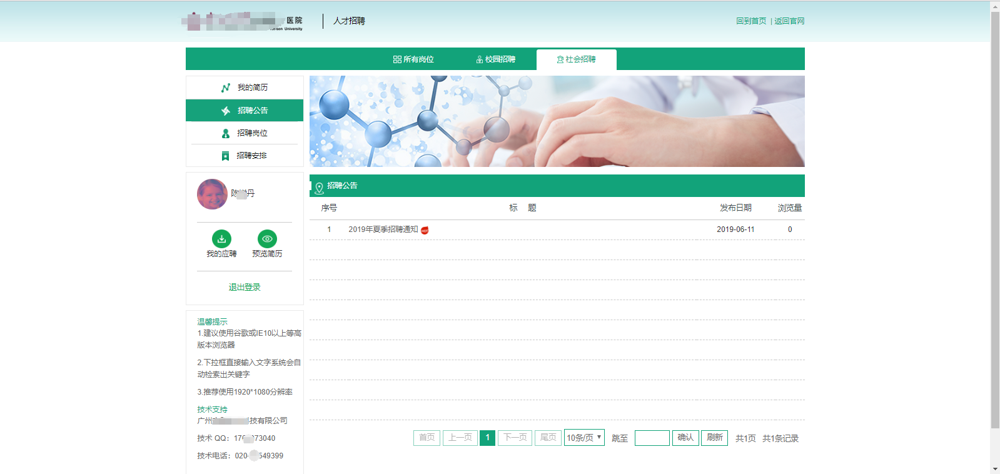 医院
人才招聘
回到首页 | 返回官网
-sen University
所有岗位
校园招聘
社会招聘
我的简历
招聘公告
招聘岗位
招聘安排
丹
我的应聘
预览简历
退出登录
温馨提示
1.建议使用谷歌或IE10以上等高
版本浏览器
2.下拉框直接输入文字系统会自
动检索出关键字
3.推荐使用1920*1080分辨率
技术支持
广州 技有限公司
技术 QQ：176 73040
技术电话：020- 549399
招聘公告
序号 标 题 发布日期 浏览量
1 2019年夏季招聘通知 HOT 2019-06-11 0
首页 上一页 1 下一页 尾页 10条/页 跳至 确认 刷新 共1页 共1条记录